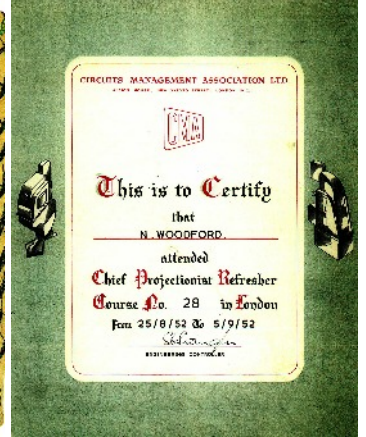 CIRCUITS MANAGEMENT ASSOCIATION LTD
CMA
This is to Certify
that
N. WOODFORD.
attended
Chief Projectionist Refresher
Course No. 28 in London
From 25/8/52 To 5/9/52
ENGINEERING CONTROLLER